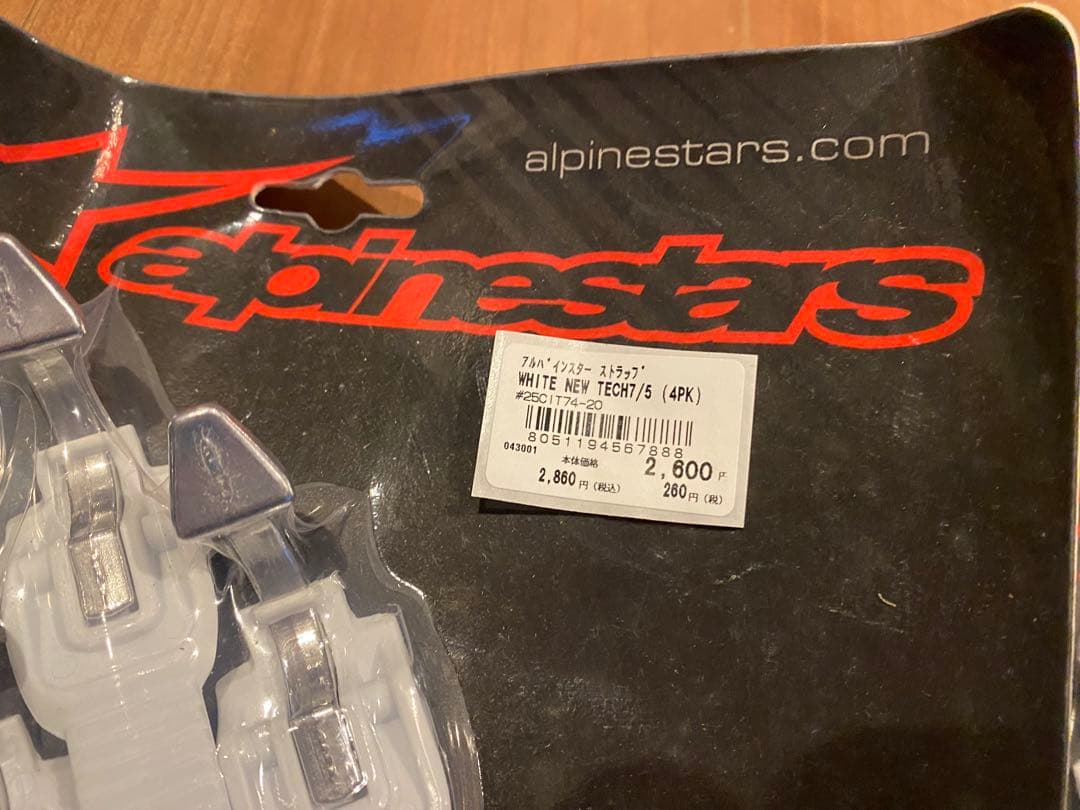 alpinestars.com
alpinestars
アルパインスター ストラップ
WHITE NEW TECH7/5 (4PK)
#25CIT74-20
8051194567888
043001
本体価格 2,600円
2,860円(税込) 260円(税)